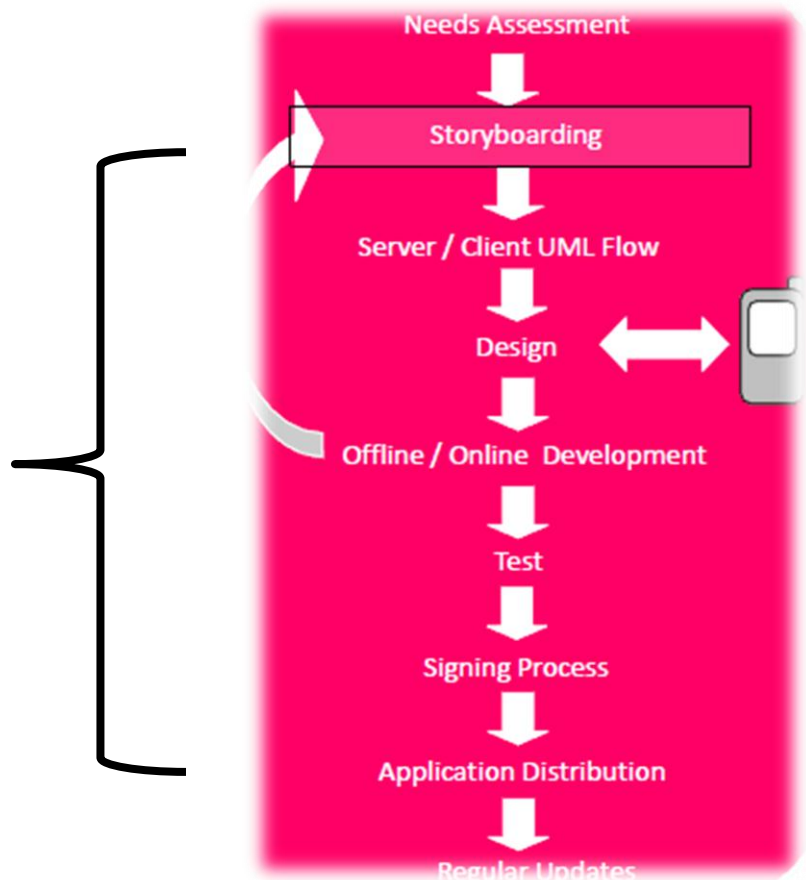 Needs Assessment
Storyboarding
Server / Client UML Flow
Design
Offline / Online Development
Test
Signing Process
Application Distribution
Regular Updates